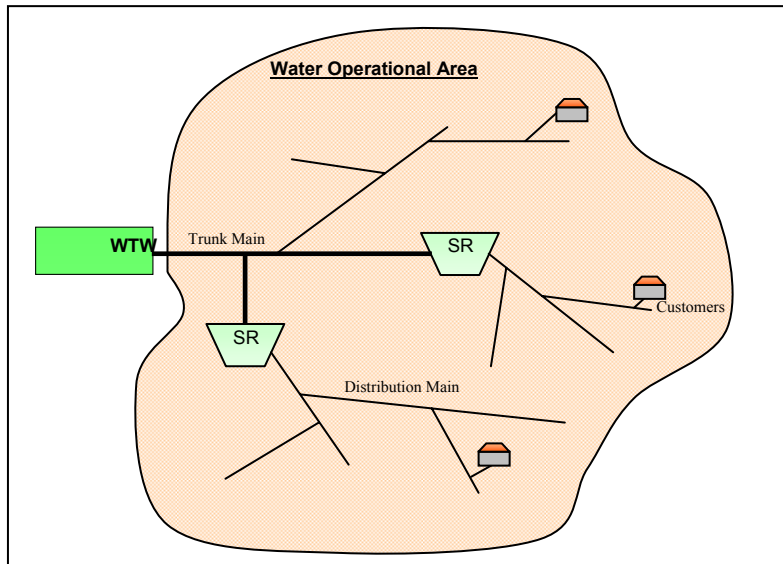 Water Operational Area
WTW
Trunk Main
SR
Customers
SR
Distribution Main